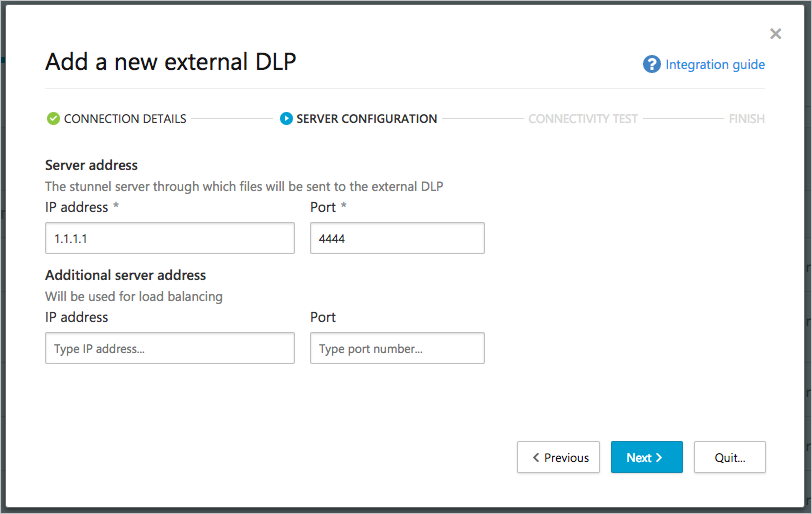 Add a new external DLP
Integration guide
CONNECTION DETAILS SERVER CONFIGURATION CONNECTIVITY TEST FINISH
Server address
The stunnel server through which files will be sent to the external DLP
IP address * Port *
1.1.1.1 4444
Additional server address
Will be used for load balancing
IP address Port
Type IP address... Type port number...
Previous Next Quit...